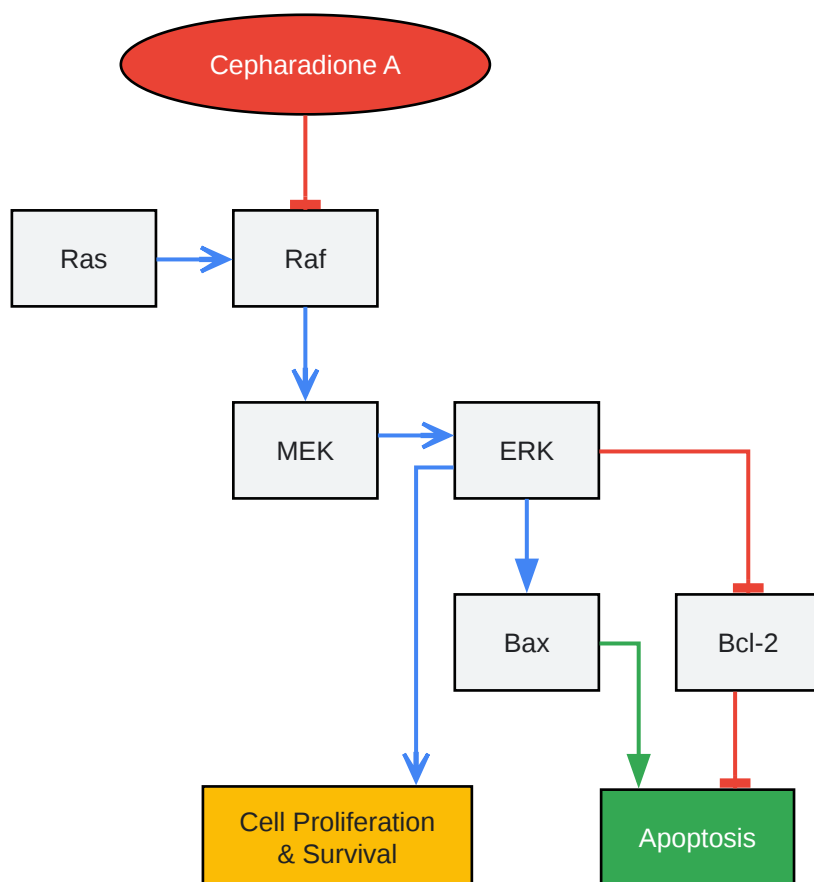 Cepharadione A
Ras
Raf
MEK
ERK
Bax
Bcl-2
Cell Proliferation
& Survival
Apoptosis